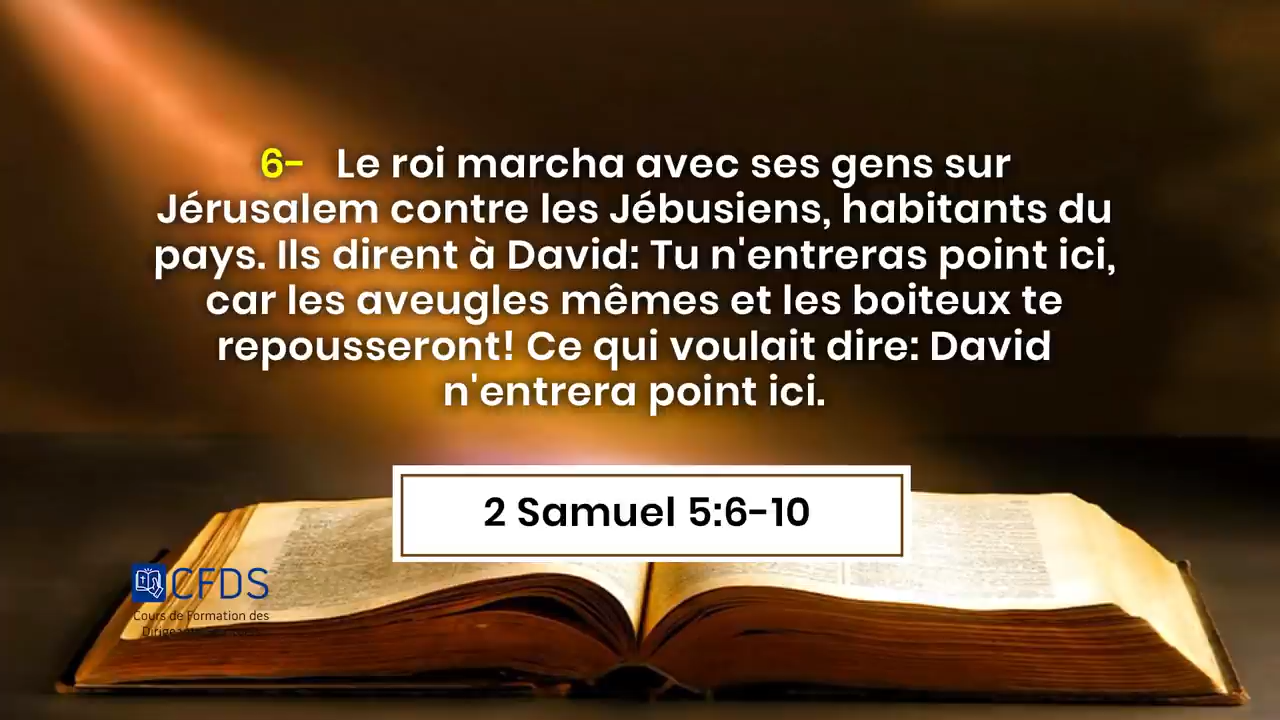 6- Le roi marcha avec ses gens sur
Jérusalem contre les Jébusiens, habitants du
pays. Ils dirent à David: Tu n'entreras point ici,
car les aveugles mêmes et les boiteux te
repousseront! Ce qui voulait dire: David
n'entrera point ici.
2 Samuel 5:6-10
CFDS
Cours de Formation des